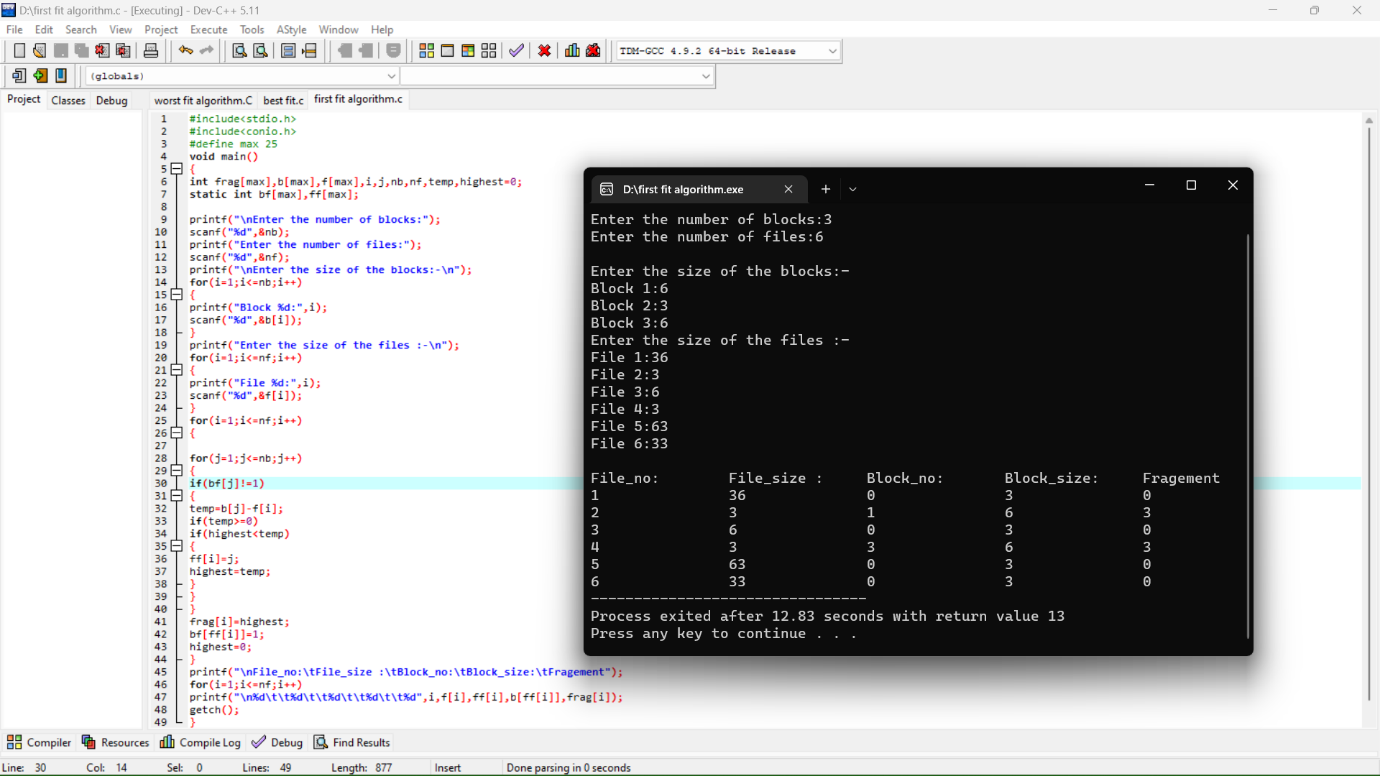 D:\first fit algorithm.c - [Executing] - Dev-C++ 5.11
File Edit Search View Project Execute Tools AStyle Window Help
TDM-GCC 4.9.2 64-bit Release
(globals)
Project Classes Debug
worst fit algorithm.C best fit.c first fit algorithm.c
1 #include<stdio.h>
2 #include<conio.h>
3 #define max 25
4 void main()
5 {
6 int frag[max],b[max],f[max],i,j,nb,nf,temp,highest=0;
7 static int bf[max],ff[max];
8
9 printf("\nEnter the number of blocks:");
10 scanf("%d",&nb);
11 printf("Enter the number of files:");
12 scanf("%d",&nf);
13 printf("\nEnter the size of the blocks:-\n");
14 for(i=1;i<=nb;i++)
15 {
16 printf("Block %d:",i);
17 scanf("%d",&b[i]);
18 }
19 printf("Enter the size of the files :-\n");
20 for(i=1;i<=nf;i++)
21 {
22 printf("File %d:",i);
23 scanf("%d",&f[i]);
24 }
25 for(i=1;i<=nf;i++)
26 {
27
28 for(j=1;j<=nb;j++)
29 {
30 if(bf[j]!=1)
31 {
32 temp=b[j]-f[i];
33 if(temp>=0)
34 if(highest<temp)
35 {
36 ff[i]=j;
37 highest=temp;
38 }
39 }
40 }
41 frag[i]=highest;
42 bf[ff[i]]=1;
43 highest=0;
44 }
45 printf("\nFile_no:\tFile_size :\tBlock_no:\tBlock_size:\tFragement");
46 for(i=1;i<=nf;i++)
47 printf("\n%d\t\t%d\t\t%d\t\t%d\t\t%d",i,f[i],ff[i],b[ff[i]],frag[i]);
48 getch();
49 }
D:\first fit algorithm.exe
Enter the number of blocks:3
Enter the number of files:6
Enter the size of the blocks:-
Block 1:6
Block 2:3
Block 3:6
Enter the size of the files :-
File 1:36
File 2:3
File 3:6
File 4:3
File 5:63
File 6:33
File_no: File_size : Block_no: Block_size: Fragement
1 36 0 3 0
2 3 1 6 3
3 6 0 3 0
4 3 3 6 3
5 63 0 3 0
6 33 0 3 0
--------------------------------
Process exited after 12.83 seconds with return value 13
Press any key to continue . . .
Compiler Resources Compile Log Debug Find Results
Line: 30 Col: 14 Sel: 0 Lines: 49 Length: 877 Insert Done parsing in 0 seconds